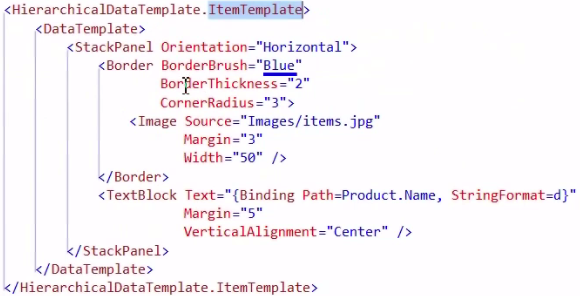 <HierarchicalDataTemplate.ItemTemplate>
<DataTemplate>
<StackPanel Orientation="Horizontal">
<Border BorderBrush="Blue"
BorderThickness="2"
CornerRadius="3">
<Image Source="Images/items.jpg"
Margin="3"
Width="50" />
</Border>
<TextBlock Text="{Binding Path=Product.Name, StringFormat=d}"
Margin="5"
VerticalAlignment="Center" />
</StackPanel>
</DataTemplate>
</HierarchicalDataTemplate.ItemTemplate>